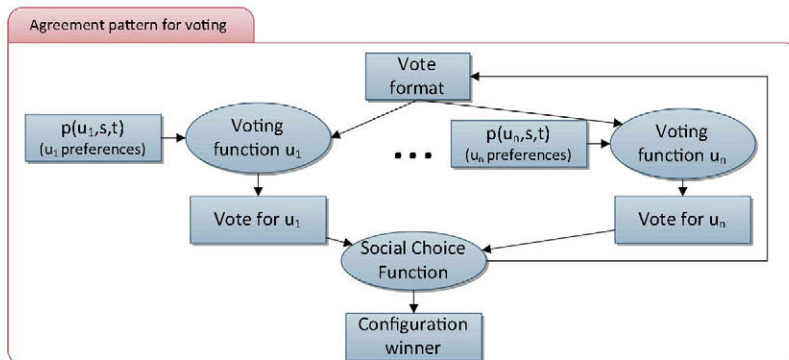 Agreement pattern for voting
Vote
format
p(u₁,s,t)
(u₁ preferences)
Voting
function u₁
...
p(uₙ,s,t)
(uₙ preferences)
Voting
function uₙ
Vote for u₁
Vote for uₙ
Social Choice
Function
Configuration
winner